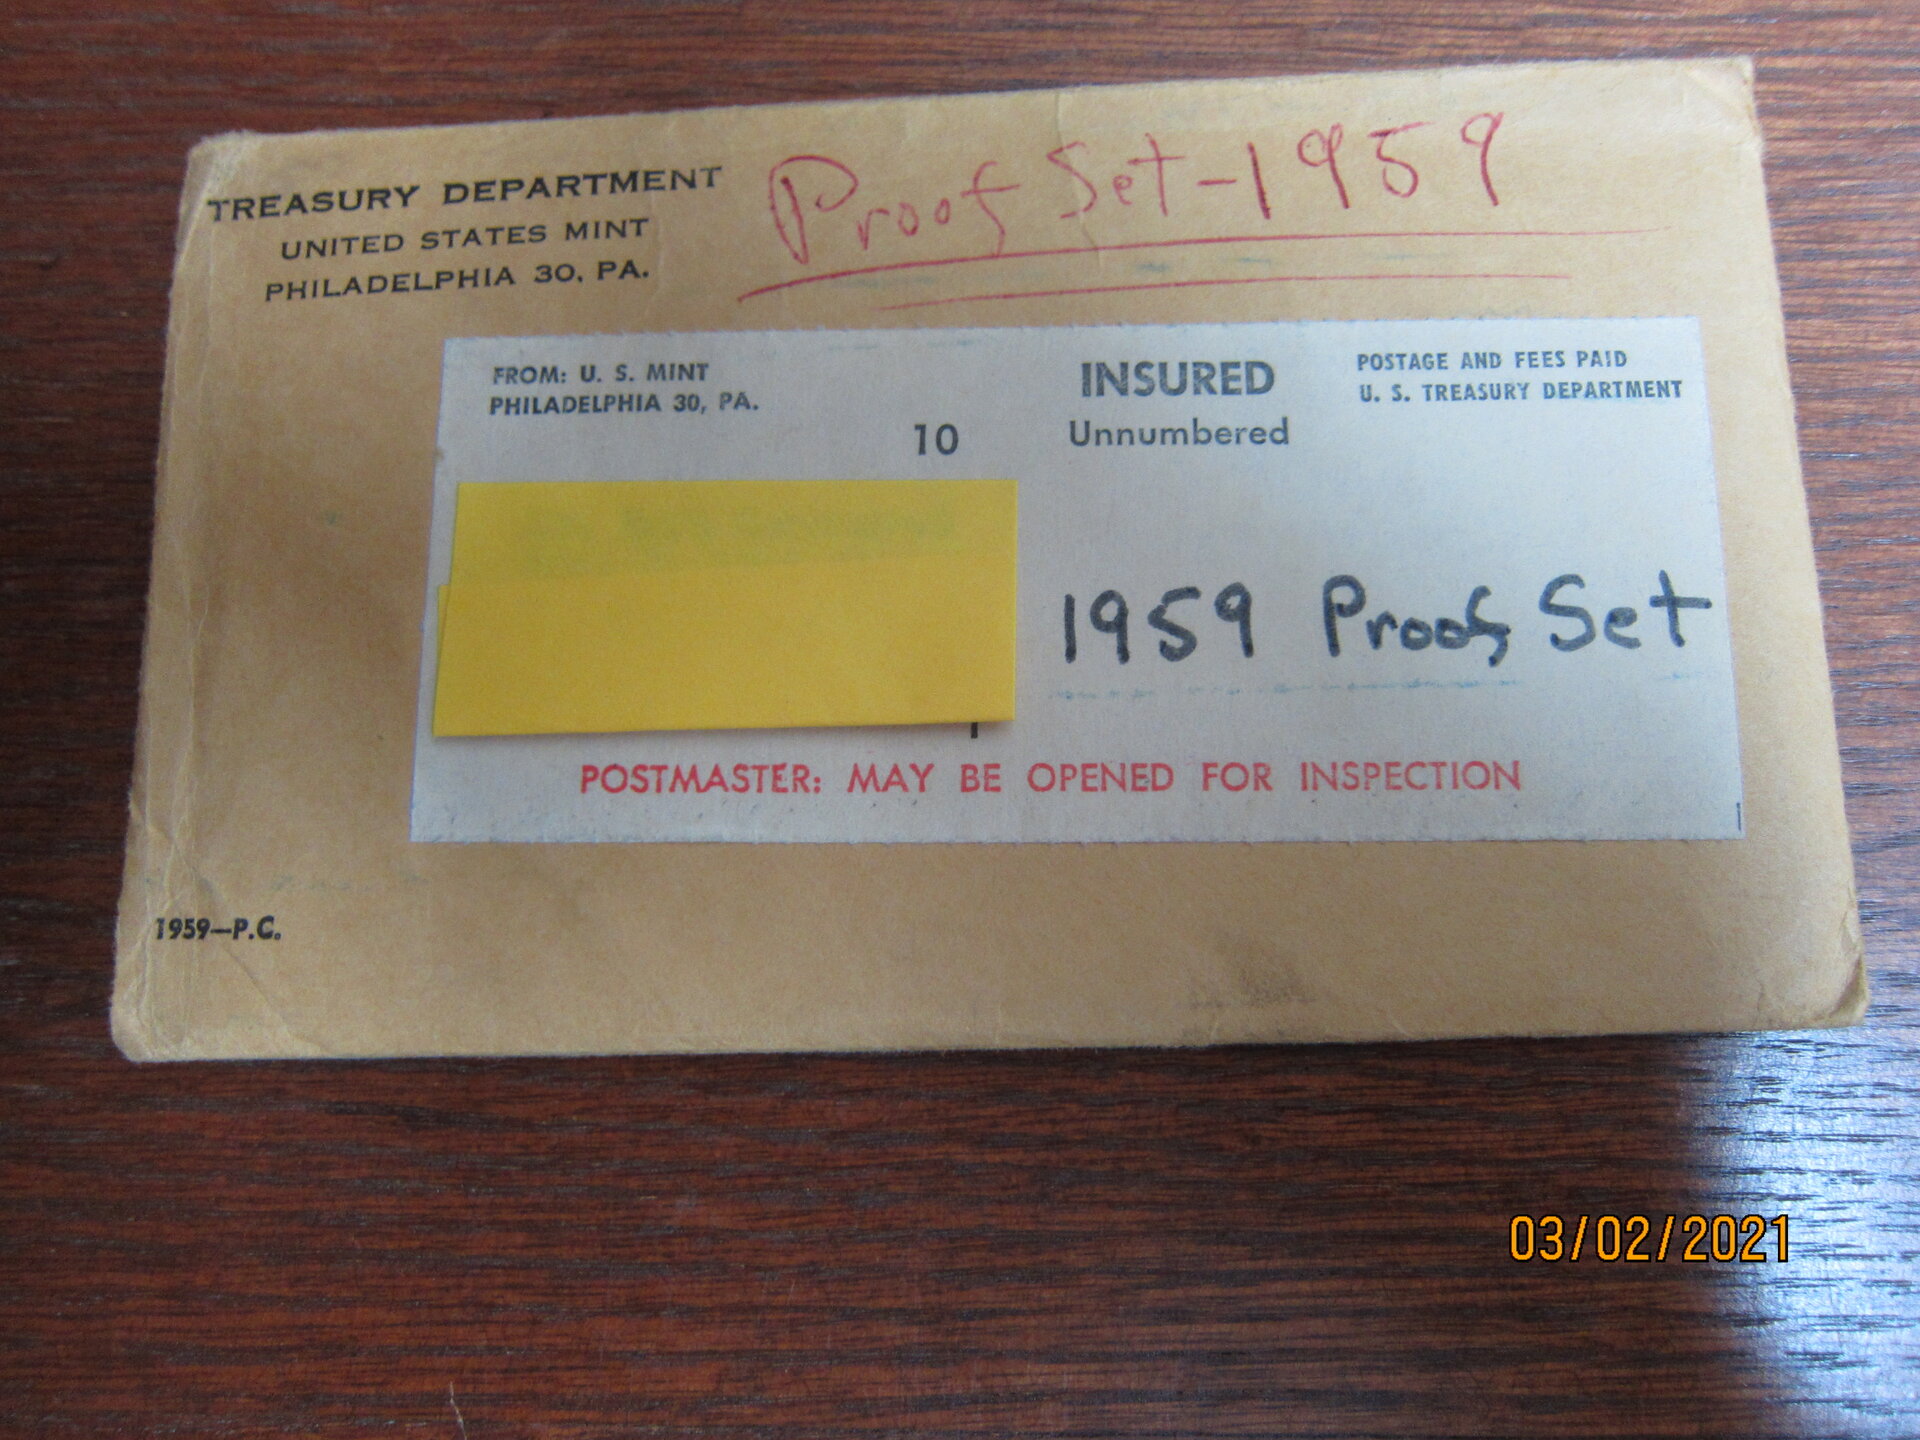 TREASURY DEPARTMENT
UNITED STATES MINT
PHILADELPHIA 30, PA.
Proof Set-1959
FROM: U. S. MINT
PHILADELPHIA 30, PA.
10
INSURED
Unnumbered
POSTAGE AND FEES PAID
U. S. TREASURY DEPARTMENT
1959 Proof Set
POSTMASTER: MAY BE OPENED FOR INSPECTION
1959—P.C.
03/02/2021